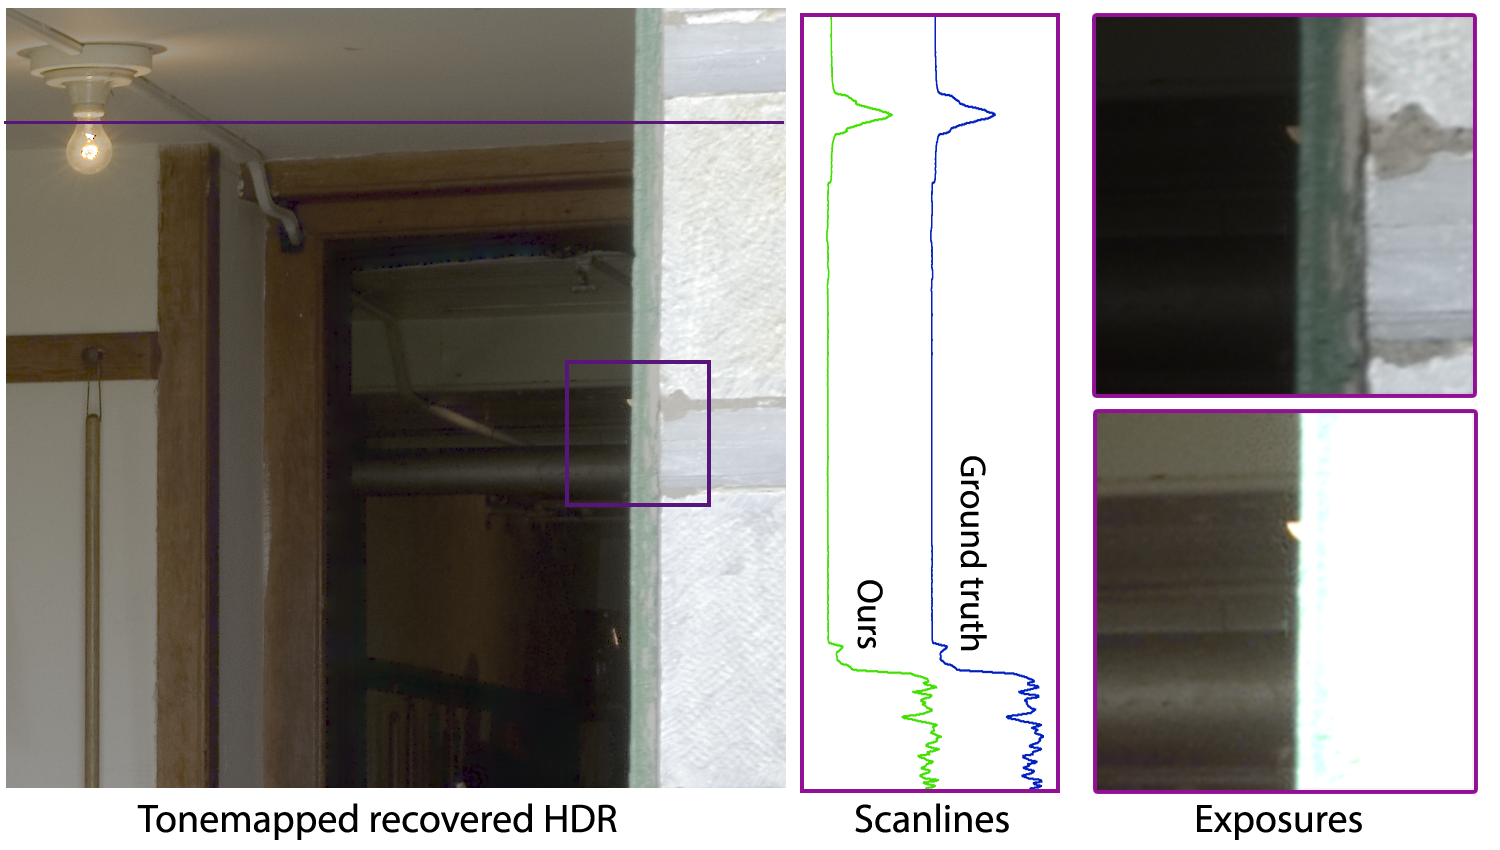 Ours
Ground truth
Tonemapped recovered HDR
Scanlines
Exposures